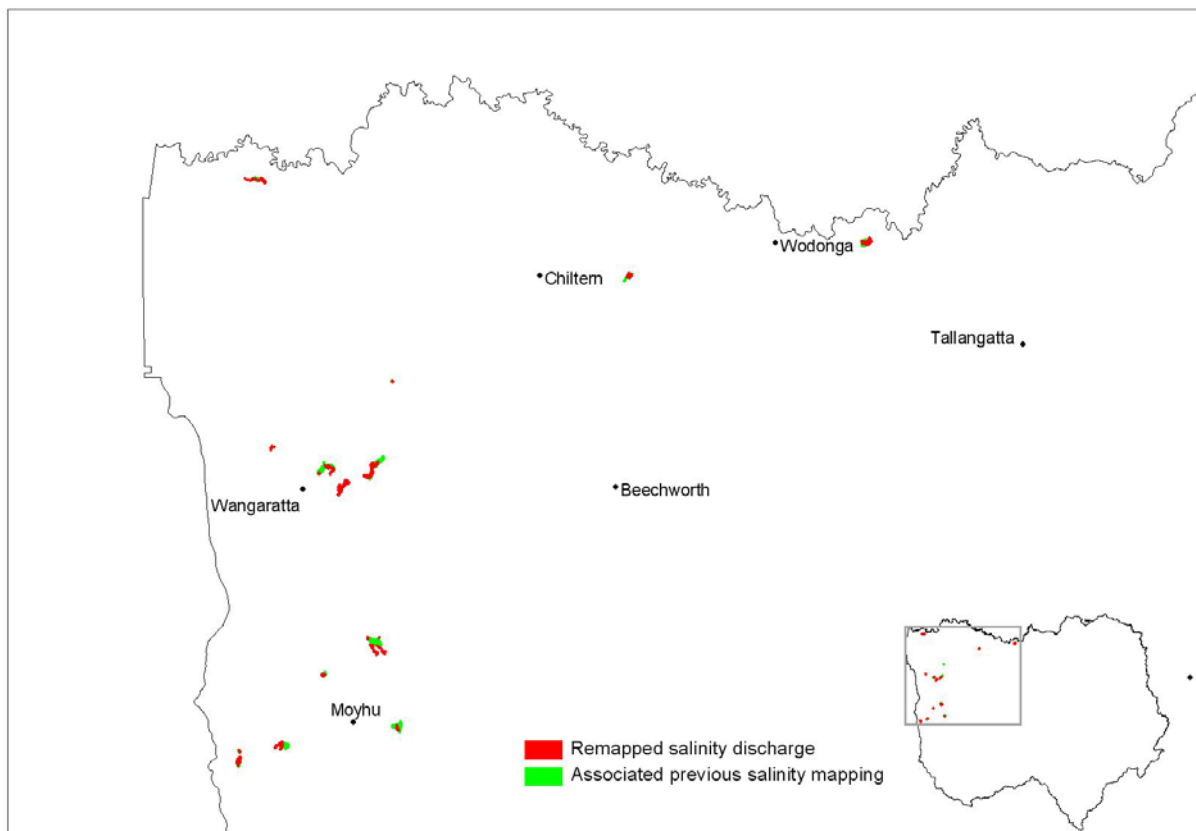 Wodonga
Chiltern
Tallangatta
Wangaratta
Beechworth
Moyhu
Remapped salinity discharge
Associated previous salinity mapping